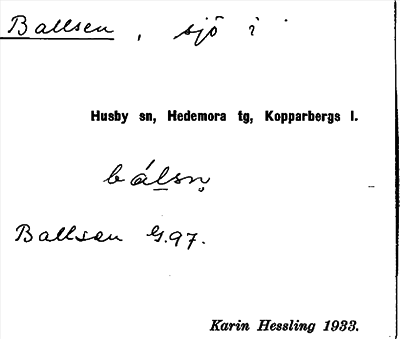 Ballsen, sjö i
Husby sn, Hedemora tg, Kopparbergs l.
bálsn̥
Ballsen G.97.
Karin Hessling 1933.